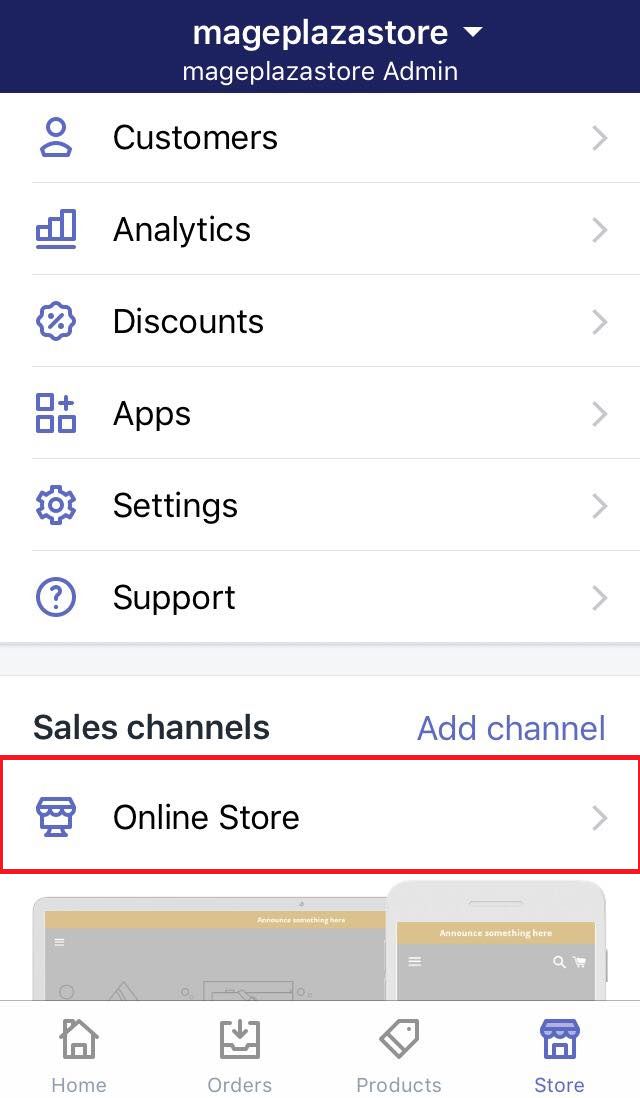 mageplazastore
mageplazastore Admin
Customers
Analytics
Discounts
Apps
Settings
Support
Sales channels Add channel
Online Store
Announce something here
Announce something here
Home Orders Products Store